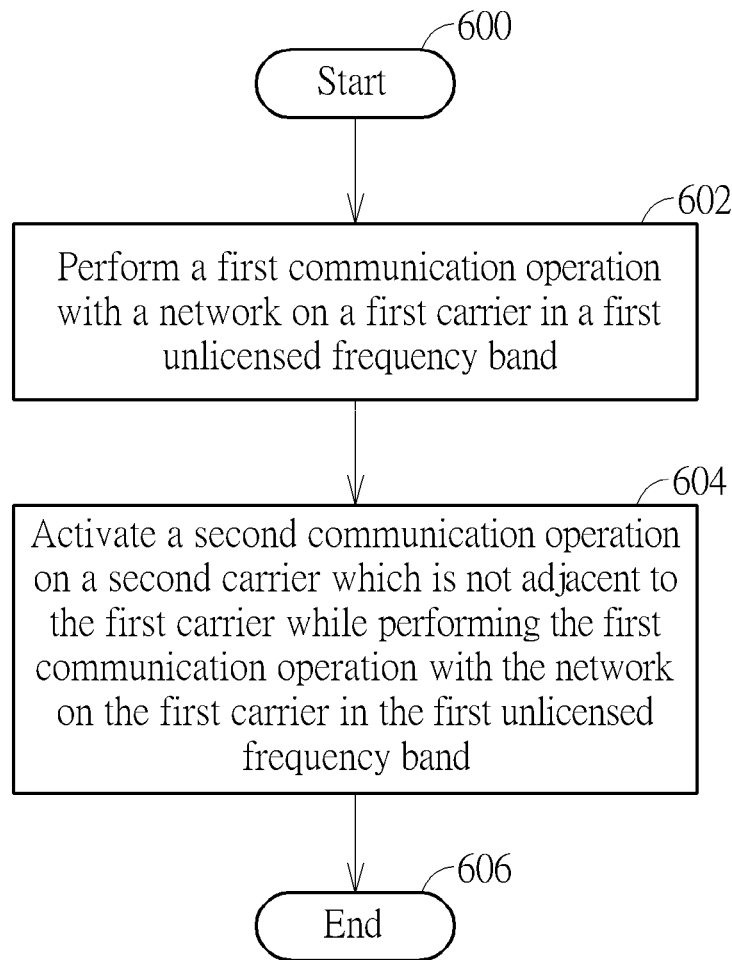 600
Start
602
Perform a first communication operation
with a network on a first carrier in a first
unlicensed frequency band
604
Activate a second communication operation
on a second carrier which is not adjacent to
the first carrier while performing the first
communication operation with the network
on the first carrier in the first unlicensed
frequency band
606
End